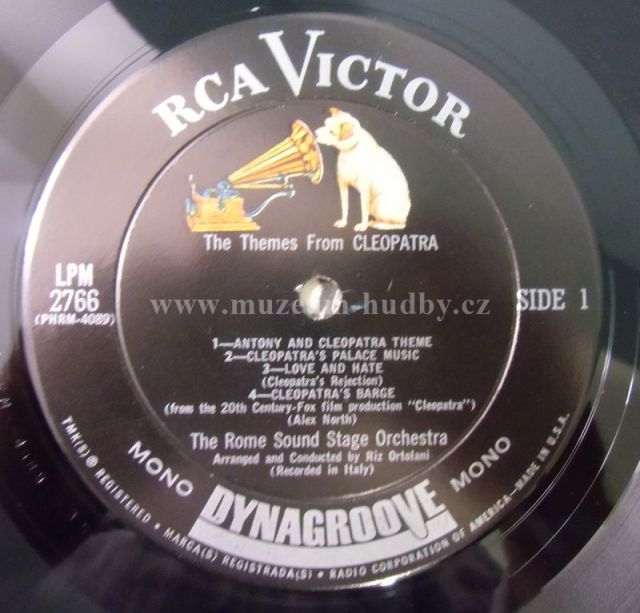 RCA VICTOR
The Themes From CLEOPATRA
LPM
2766
(PHRM-4089)
SIDE 1
www.muzeum-hudby.cz
1—ANTONY AND CLEOPATRA THEME
2—CLEOPATRA'S PALACE MUSIC
3—LOVE AND HATE
(Cleopatra's Rejection)
4—CLEOPATRA'S BARGE
(from the 20th Century-Fox film production "Cleopatra")
(Alex North)
The Rome Sound Stage Orchestra
Arranged and Conducted by Riz Ortolani
(Recorded in Italy)
MONO DYNAGROOVE MONO
TMK(S) ® REGISTERED • MARCA(S) REGISTRADA(S) • RADIO CORPORATION OF AMERICA—MADE IN U.S.A.